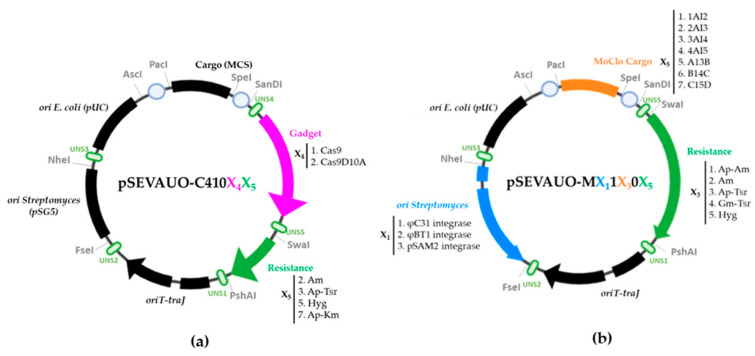 PacI
Cargo (MCS)
SpeI
SanDI
UNS4
AscI
ori E. coli (pUC)
UNS3
NheI
ori Streptomyces
(pSG5)
FseI
UNS2
oriT-traJ
UNS1
PshAI
Gadget
X4
1. Cas9
2. Cas9D10A
pSEVAUO-C410X4X5
UNS5
SwaI
Resistance
X5
2. Am
3. Ap-Tsr
5. Hyg
7. Ap-Km
(a)
X3
1. 1AI2
2. 2AI3
3. 3AI4
4. 4AI5
5. A13B
6. B14C
7. C15D
PacI
MoClo Cargo
SpeI
SanDI
UNS5
SwaI
AscI
ori E. coli (pUC)
UNS3
NheI
pSEVAUO-MX11X30X5
Resistance
X5
1. Ap-Am
2. Am
3. Ap-Tsr
4. Gm-Tsr
5. Hyg
ori Streptomyces
X1
1. φC31 integrase
2. φBT1 integrase
3. pSAM2 integrase
FseI
UNS2
oriT-traJ
UNS1
PshAI
(b)